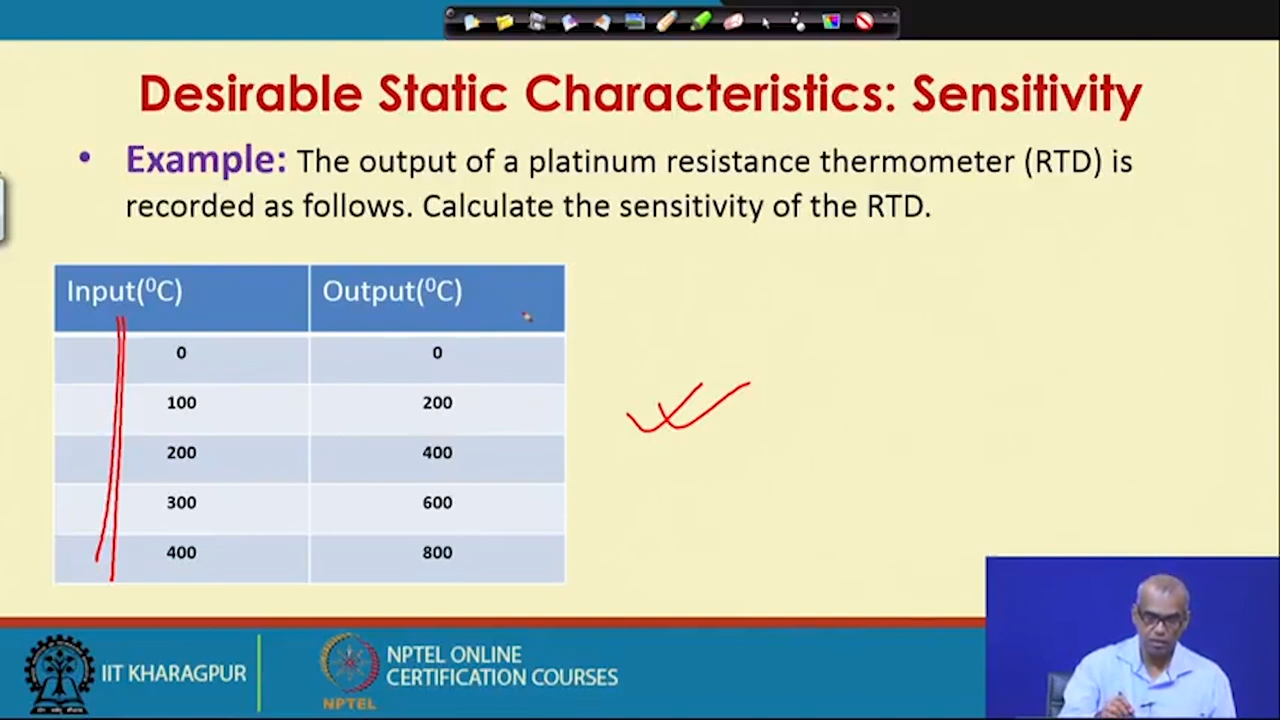 Desirable Static Characteristics: Sensitivity
• Example: The output of a platinum resistance thermometer (RTD) is
recorded as follows. Calculate the sensitivity of the RTD.
Input(⁰C) Output(⁰C)
0 0
100 200
200 400
300 600
400 800
IIT KHARAGPUR
NPTEL
NPTEL ONLINE
CERTIFICATION COURSES